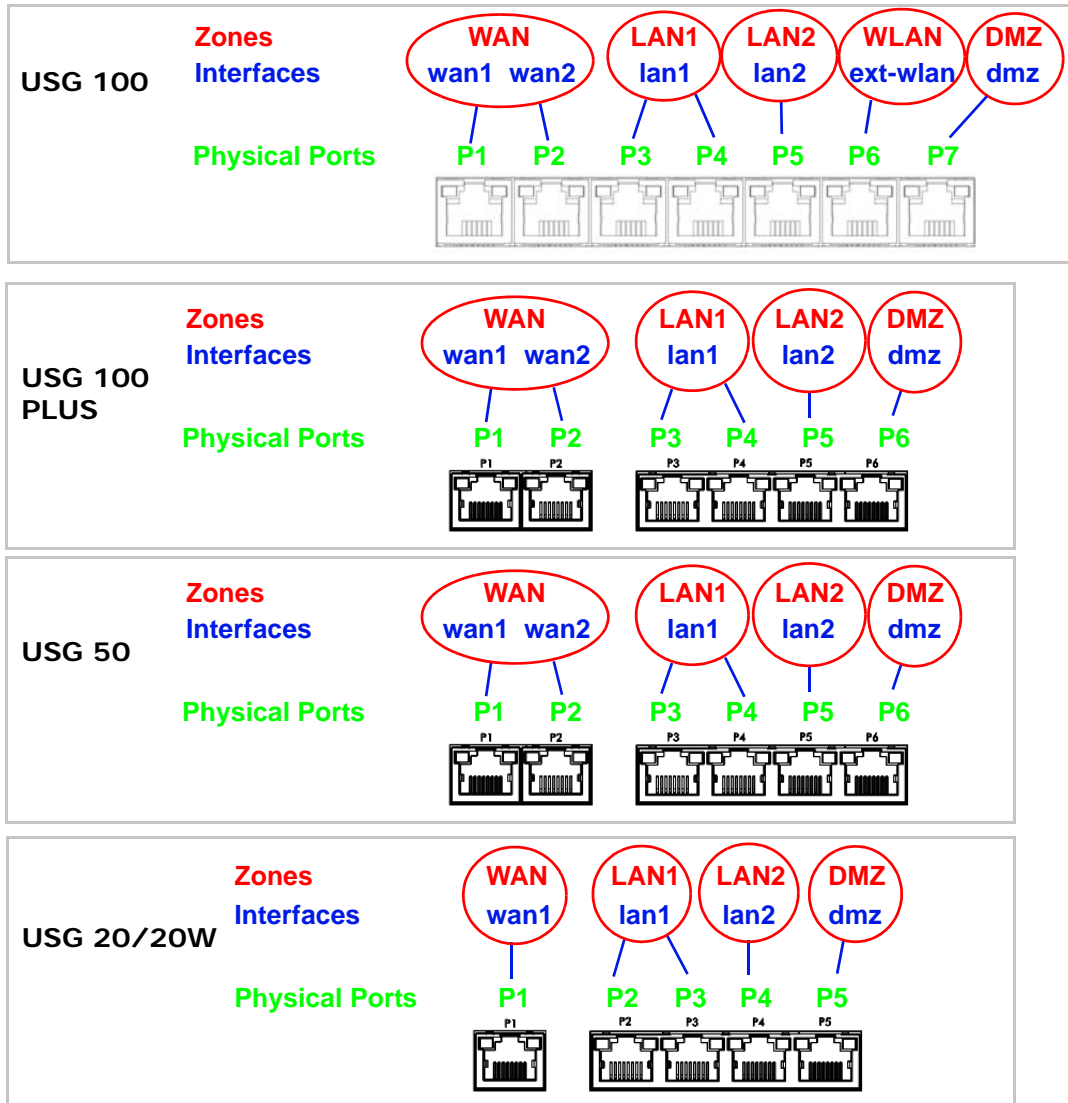 Zones WAN LAN1 LAN2 WLAN DMZ
USG 100 Interfaces wan1 wan2 lan1 lan2 ext-wlan dmz
Physical Ports P1 P2 P3 P4 P5 P6 P7
Zones WAN LAN1 LAN2 DMZ
Interfaces wan1 wan2 lan1 lan2 dmz
USG 100
PLUS
Physical Ports P1 P2 P3 P4 P5 P6
P1 P2 P3 P4 P5 P6
Zones WAN LAN1 LAN2 DMZ
Interfaces wan1 wan2 lan1 lan2 dmz
USG 50
Physical Ports P1 P2 P3 P4 P5 P6
P1 P2 P3 P4 P5 P6
Zones WAN LAN1 LAN2 DMZ
Interfaces wan1 lan1 lan2 dmz
USG 20/20W
Physical Ports P1 P2 P3 P4 P5
P1 P2 P3 P4 P5